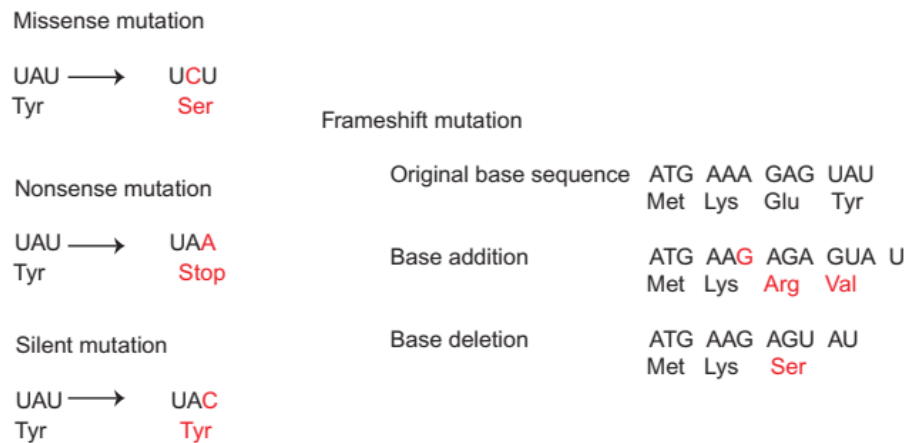 Missense mutation
UAU → UCU
Tyr Ser
Nonsense mutation
UAU → UAA
Tyr Stop
Silent mutation
UAU → UAC
Tyr Tyr
Frameshift mutation
Original base sequence ATG AAA GAG UAU
Met Lys Glu Tyr
Base addition ATG AAG AGA GUA U
Met Lys Arg Val
Base deletion ATG AAG AGU AU
Met Lys Ser